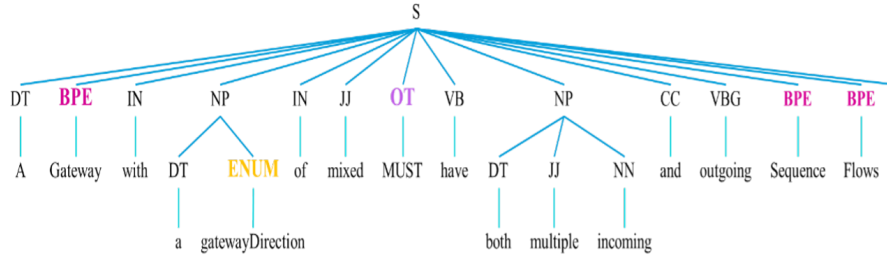 S
DT BPE IN NP IN JJ OT VB NP CC VBG BPE BPE
A Gateway with DT ENUM of mixed MUST have DT JJ NN and outgoing Sequence Flows
a gatewayDirection both multiple incoming